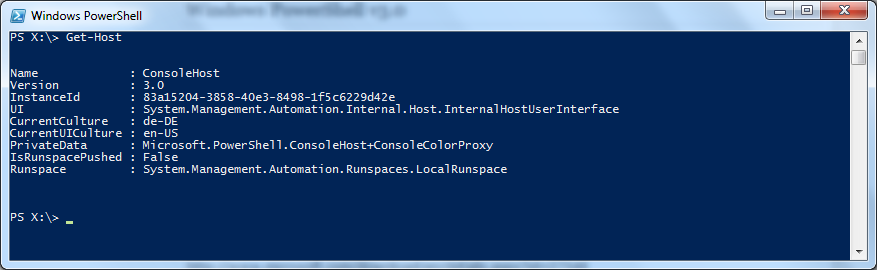 Windows PowerShell
PS X:\> Get-Host
Name              : ConsoleHost
Version           : 3.0
InstanceId        : 83a15204-3858-40e3-8498-1f5c6229d42e
UI                : System.Management.Automation.Internal.Host.InternalHostUserInterface
CurrentCulture    : de-DE
CurrentUICulture  : en-US
PrivateData       : Microsoft.PowerShell.ConsoleHost+ConsoleColorProxy
IsRunspacePushed  : False
Runspace          : System.Management.Automation.Runspaces.LocalRunspace
PS X:\>